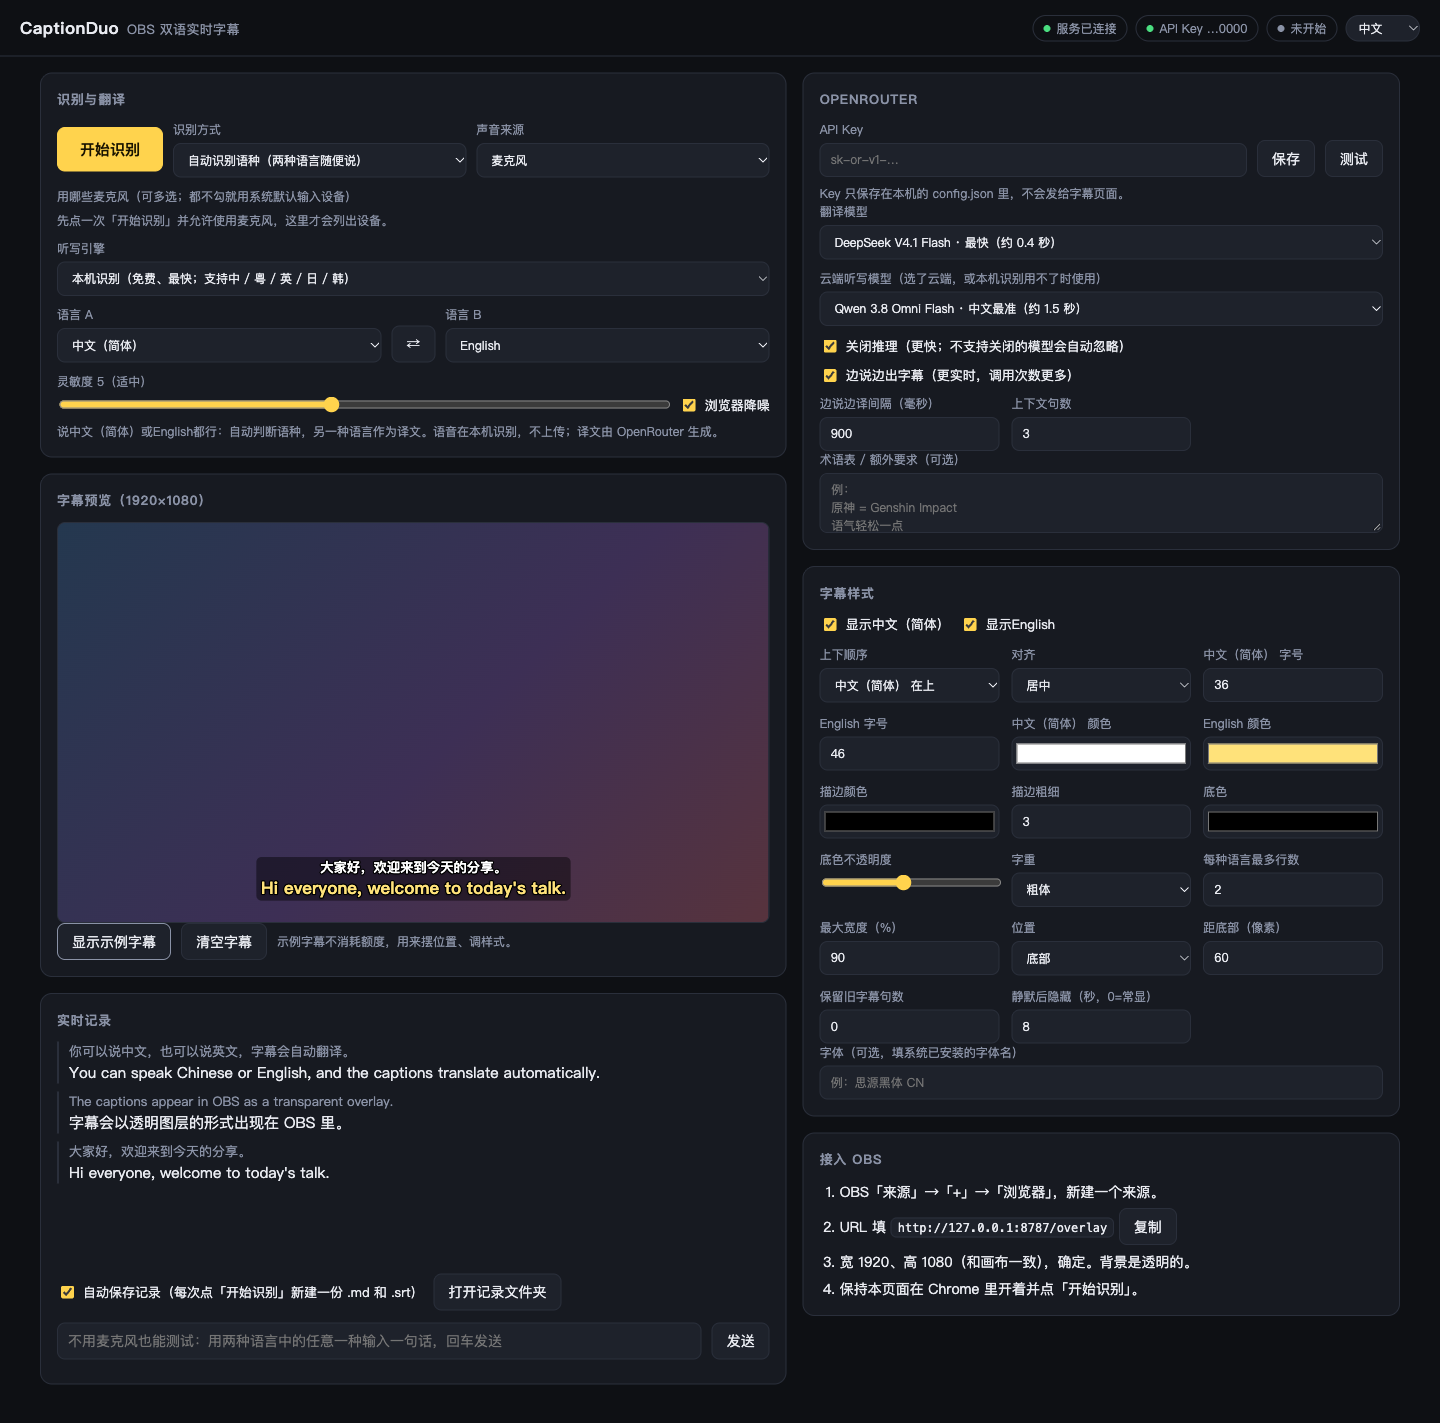 CaptionDuo OBS 双语实时字幕
服务已连接
API Key ...0000
未开始
中文
识别与翻译
开始识别
识别方式
自动识别语种（两种语言随便说）
声音来源
麦克风
用哪些麦克风（可多选；都不勾就用系统默认输入设备）
先点一次「开始识别」并允许使用麦克风，这里才会列出设备。
听写引擎
本机识别（免费、最快；支持中 / 粤 / 英 / 日 / 韩）
语言 A
中文（简体）
⇄
语言 B
English
灵敏度 5（适中）
浏览器降噪
说中文（简体）或English都行：自动判断语种，另一种语言作为译文。语音在本机识别，不上传；译文由 OpenRouter 生成。
字幕预览（1920×1080）
大家好，欢迎来到今天的分享。
Hi everyone, welcome to today's talk.
显示示例字幕
清空字幕
示例字幕不消耗额度，用来摆位置、调样式。
实时记录
你可以说中文，也可以说英文，字幕会自动翻译。
You can speak Chinese or English, and the captions translate automatically.
The captions appear in OBS as a transparent overlay.
字幕会以透明图层的形式出现在 OBS 里。
大家好，欢迎来到今天的分享。
Hi everyone, welcome to today's talk.
自动保存记录（每次点「开始识别」新建一份 .md 和 .srt）
打开记录文件夹
不用麦克风也能测试：用两种语言中的任意一种输入一句话，回车发送
发送
OPENROUTER
API Key
sk-or-v1-...
保存
测试
Key 只保存在本机的 config.json 里，不会发给字幕页面。
翻译模型
DeepSeek V4.1 Flash · 最快（约 0.4 秒）
云端听写模型（选了云端，或本机识别用不了时使用）
Qwen 3.8 Omni Flash · 中文最准（约 1.5 秒）
关闭推理（更快；不支持关闭的模型会自动忽略）
边说边出字幕（更实时，调用次数更多）
边说边译间隔（毫秒）
上下文句数
900
3
术语表 / 额外要求（可选）
例：
原神 = Genshin Impact
语气轻松一点
字幕样式
显示中文（简体）
显示English
上下顺序
对齐
中文（简体） 字号
中文（简体） 在上
居中
36
English 字号
中文（简体） 颜色
English 颜色
46
描边颜色
描边粗细
底色
3
底色不透明度
字重
每种语言最多行数
粗体
2
最大宽度（%）
位置
距底部（像素）
90
底部
60
保留旧字幕句数
静默后隐藏（秒，0=常显）
0
8
字体（可选，填系统已安装的字体名）
例：思源黑体 CN
接入 OBS
1. OBS「来源」→「+」→「浏览器」，新建一个来源。
2. URL 填 http://127.0.0.1:8787/overlay 复制
3. 宽 1920、高 1080（和画布一致），确定。背景是透明的。
4. 保持本页面在 Chrome 里开着并点「开始识别」。